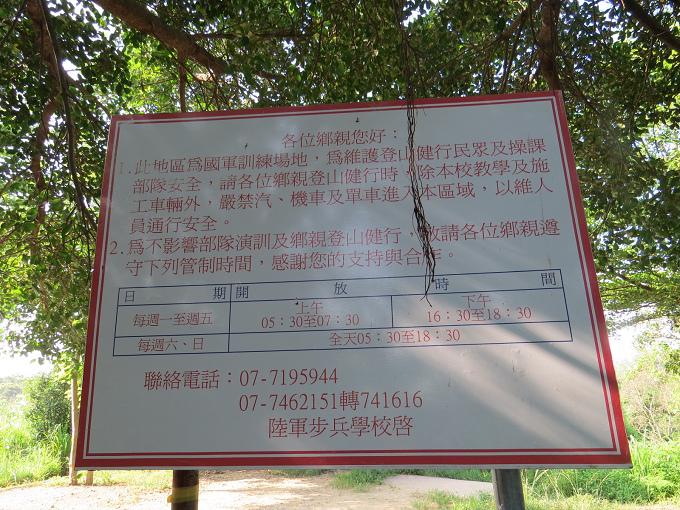 各位鄉親您好：
1.此地區為國軍訓練場地，為維護登山健行民眾及操課
部隊安全，請各位鄉親登山健行時，除本校教學及施
工車輛外，嚴禁汽、機車及單車進入本區域，以維人
員通行安全。
2.為不影響部隊演訓及鄉親登山健行，敬請各位鄉親遵
守下列管制時間，感謝您的支持與合作。
日期 開放時間
上午 下午
每週一至週五 05：30至07：30 16：30至18：30
每週六、日 全天05：30至18：30
聯絡電話：07-7195944
07-7462151轉741616
陸軍步兵學校啓